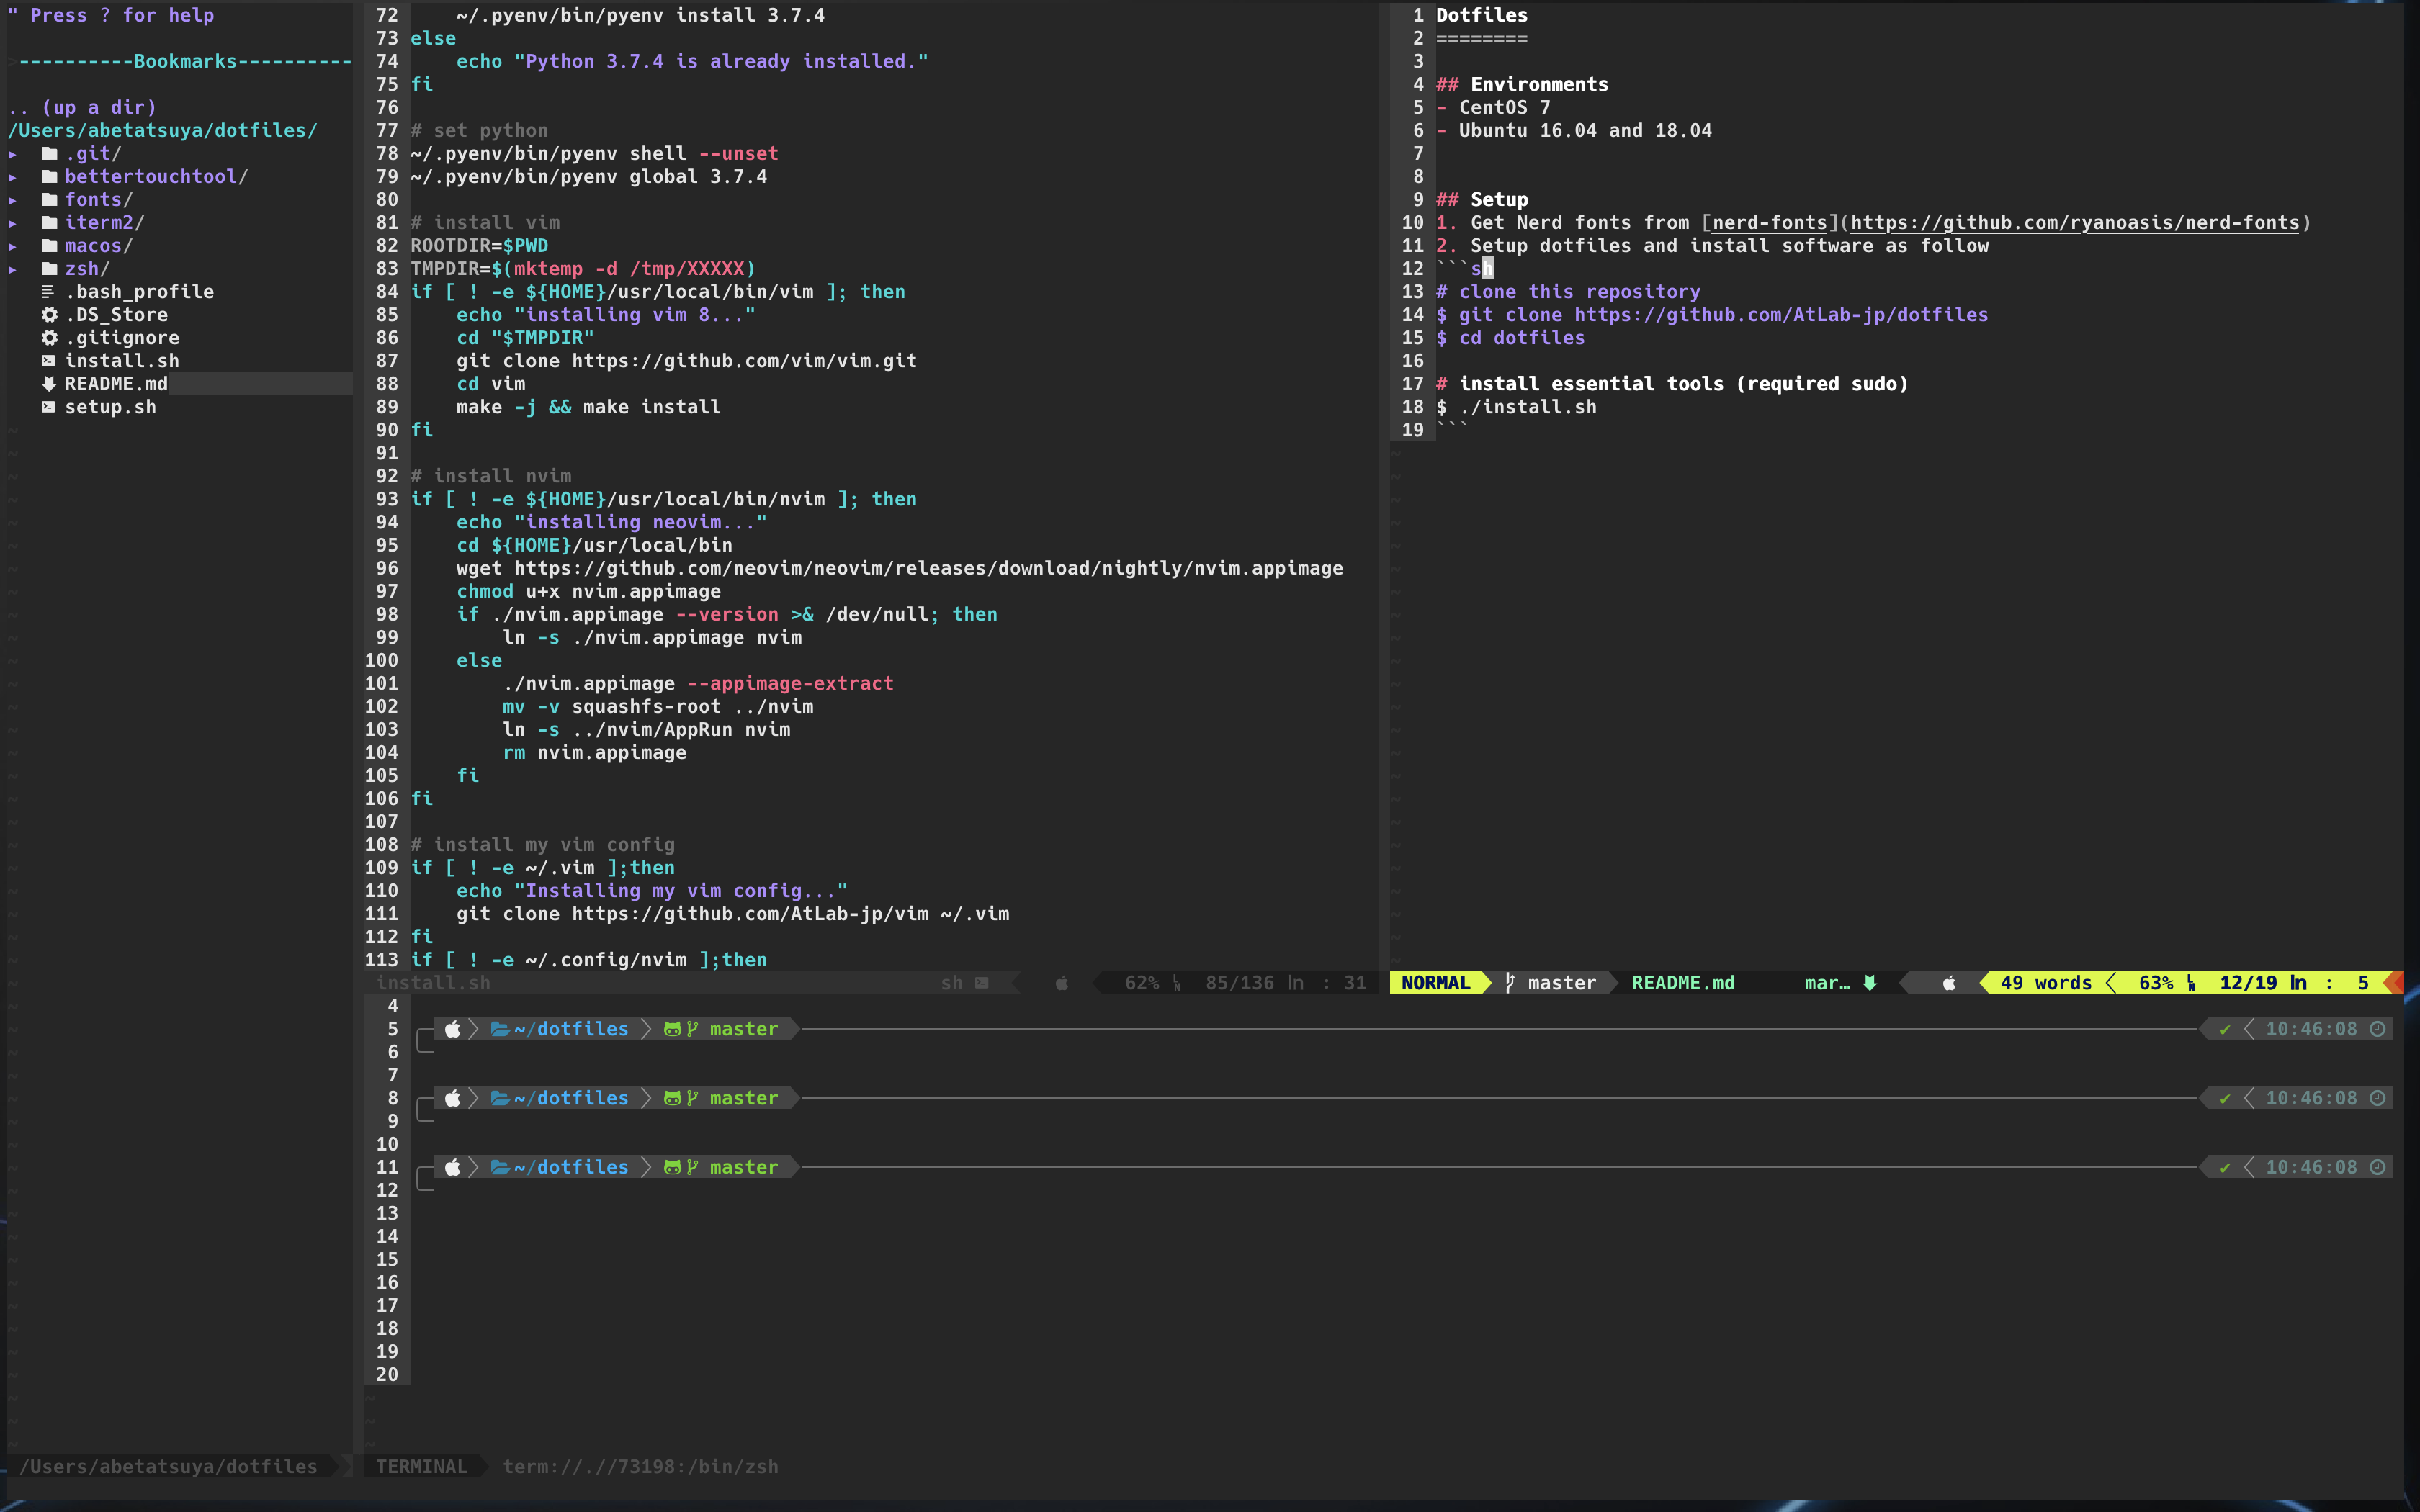 " Press ? for help
>----------Bookmarks----------
.. (up a dir)
/Users/abetatsuya/dotfiles/
▸ .git/
▸ bettertouchtool/
▸ fonts/
▸ iterm2/
▸ macos/
▸ zsh/
.bash_profile
.DS_Store
.gitignore
install.sh
README.md
setup.sh
/Users/abetatsuya/dotfiles
72     ~/.pyenv/bin/pyenv install 3.7.4
73 else
74     echo "Python 3.7.4 is already installed."
75 fi
76
77 # set python
78 ~/.pyenv/bin/pyenv shell --unset
79 ~/.pyenv/bin/pyenv global 3.7.4
80
81 # install vim
82 ROOTDIR=$PWD
83 TMPDIR=$(mktemp -d /tmp/XXXXX)
84 if [ ! -e ${HOME}/usr/local/bin/vim ]; then
85     echo "installing vim 8..."
86     cd "$TMPDIR"
87     git clone https://github.com/vim/vim.git
88     cd vim
89     make -j && make install
90 fi
91
92 # install nvim
93 if [ ! -e ${HOME}/usr/local/bin/nvim ]; then
94     echo "installing neovim..."
95     cd ${HOME}/usr/local/bin
96     wget https://github.com/neovim/neovim/releases/download/nightly/nvim.appimage
97     chmod u+x nvim.appimage
98     if ./nvim.appimage --version >& /dev/null; then
99         ln -s ./nvim.appimage nvim
100     else
101         ./nvim.appimage --appimage-extract
102         mv -v squashfs-root ../nvim
103         ln -s ../nvim/AppRun nvim
104         rm nvim.appimage
105     fi
106 fi
107
108 # install my vim config
109 if [ ! -e ~/.vim ];then
110     echo "Installing my vim config..."
111     git clone https://github.com/AtLab-jp/vim ~/.vim
112 fi
113 if [ ! -e ~/.config/nvim ];then
install.sh sh 62% 85/136 ln : 31
1 Dotfiles
2 ========
3
4 ## Environments
5 - CentOS 7
6 - Ubuntu 16.04 and 18.04
7
8
9 ## Setup
10 1. Get Nerd fonts from [nerd-fonts](https://github.com/ryanoasis/nerd-fonts)
11 2. Setup dotfiles and install software as follow
12 ```sh
13 # clone this repository
14 $ git clone https://github.com/AtLab-jp/dotfiles
15 $ cd dotfiles
16
17 # install essential tools (required sudo)
18 $ ./install.sh
19 ```
NORMAL master README.md mar… 49 words 63% 12/19 ln : 5
4
5 ~/dotfiles master ✔ 10:46:08
6
7
8 ~/dotfiles master ✔ 10:46:08
9
10
11 ~/dotfiles master ✔ 10:46:08
12
13
14
15
16
17
18
19
20
TERMINAL term://.//73198:/bin/zsh